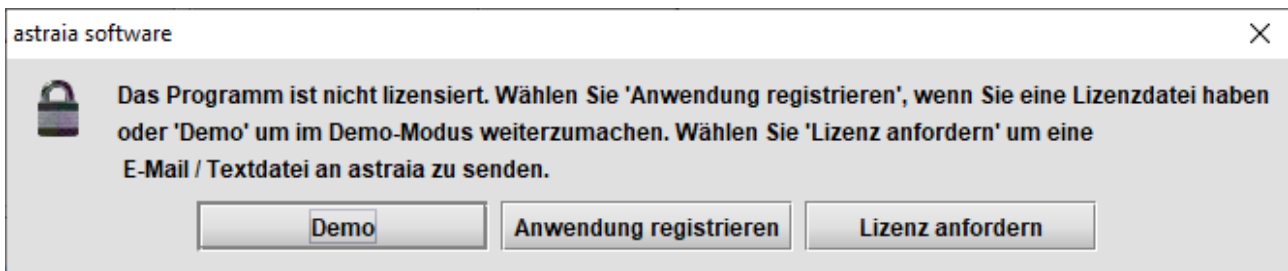 astraia software
Das Programm ist nicht lizensiert. Wählen Sie 'Anwendung registrieren', wenn Sie eine Lizenzdatei haben
oder 'Demo' um im Demo-Modus weiterzumachen. Wählen Sie 'Lizenz anfordern' um eine
E-Mail / Textdatei an astraia zu senden.
Demo Anwendung registrieren Lizenz anfordern